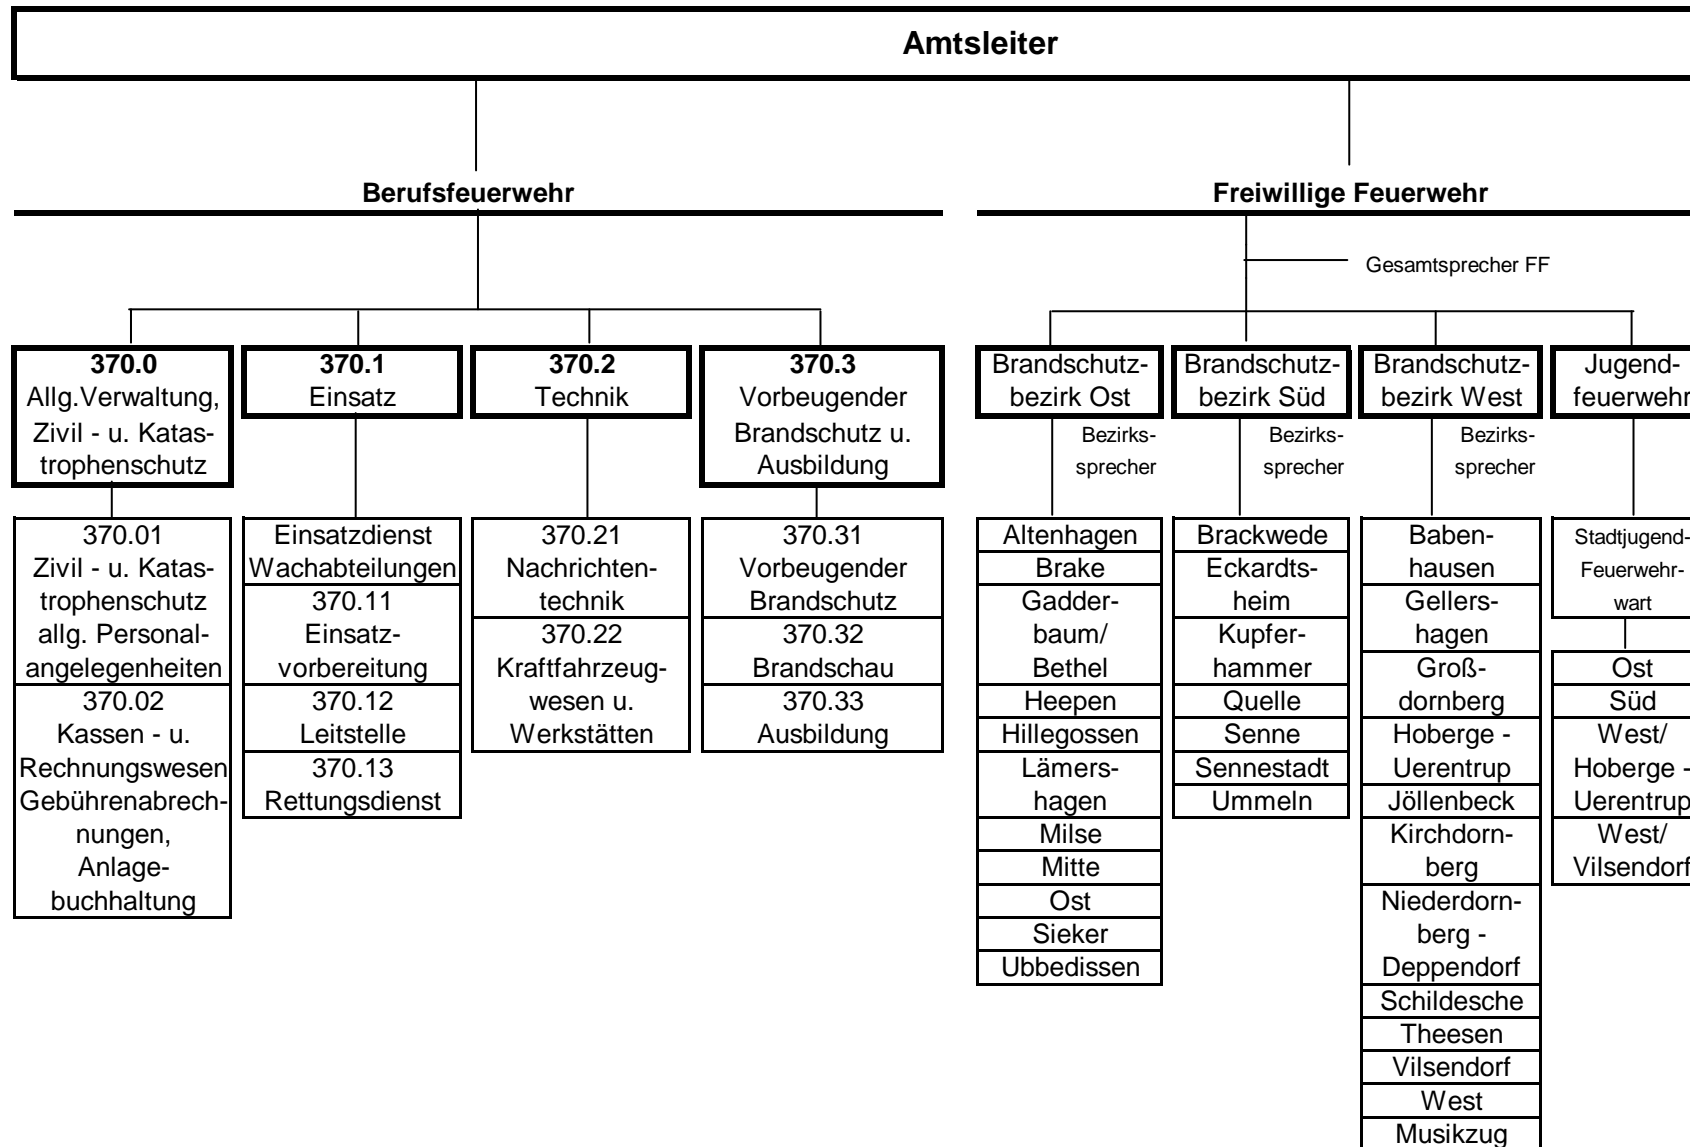 Amtsleiter
Berufsfeuerwehr
370.0
Allg.Verwaltung,
Zivil - u. Katas-
trophenschutz
370.01
Zivil - u. Katas-
trophenschutz
allg. Personal-
angelegenheiten
370.02
Kassen - u.
Rechnungswesen
Gebührenabrech-
nungen,
Anlage-
buchhaltung
370.1
Einsatz
Einsatzdienst
Wachabteilungen
370.11
Einsatz-
vorbereitung
370.12
Leitstelle
370.13
Rettungsdienst
370.2
Technik
370.21
Nachrichten-
technik
370.22
Kraftfahrzeug-
wesen u.
Werkstätten
370.3
Vorbeugender
Brandschutz u.
Ausbildung
370.31
Vorbeugender
Brandschutz
370.32
Brandschau
370.33
Ausbildung
Freiwillige Feuerwehr
Gesamtsprecher FF
Brandschutz-
bezirk Ost
Bezirks-
sprecher
Altenhagen
Brake
Gadder-
baum/
Bethel
Heepen
Hillegossen
Lämers-
hagen
Milse
Mitte
Ost
Sieker
Ubbedissen
Brandschutz-
bezirk Süd
Bezirks-
sprecher
Brackwede
Eckardts-
heim
Kupfer-
hammer
Quelle
Senne
Sennestadt
Ummeln
Brandschutz-
bezirk West
Bezirks-
sprecher
Baben-
hausen
Gellers-
hagen
Groß-
dornberg
Hoberge -
Uerentrup
Jöllenbeck
Kirchdorn-
berg
Niederdorn-
berg -
Deppendorf
Schildesche
Theesen
Vilsendorf
West
Musikzug
Jugend-
feuerwehr
Stadtjugend-
Feuerwehr-
wart
Ost
Süd
West/
Hoberge -
Uerentrup
West/
Vilsendorf